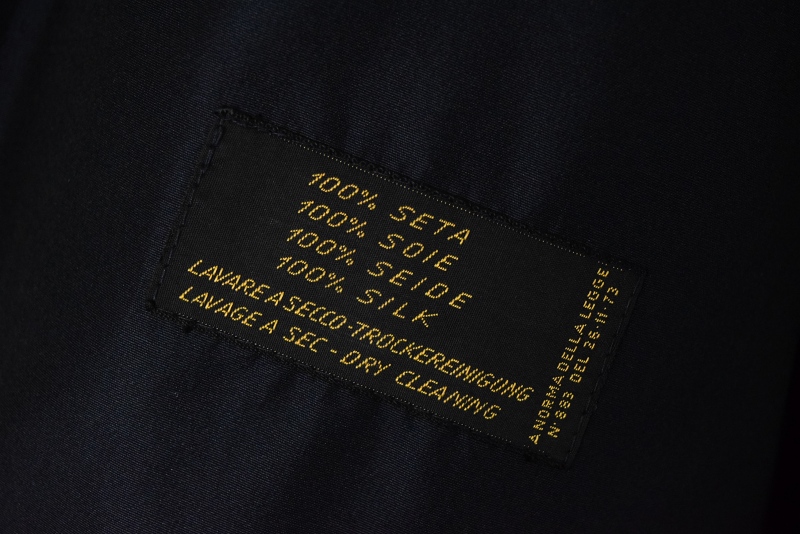 100% SETA
100% SOIE
100% SEIDE
100% SILK
LAVARE A SECCO-TROCKEREINIGUNG
LAVAGE A SEC-DRY CLEANING
A NORMA DELLA LEGGE
N° 883 DEL 26-11-73